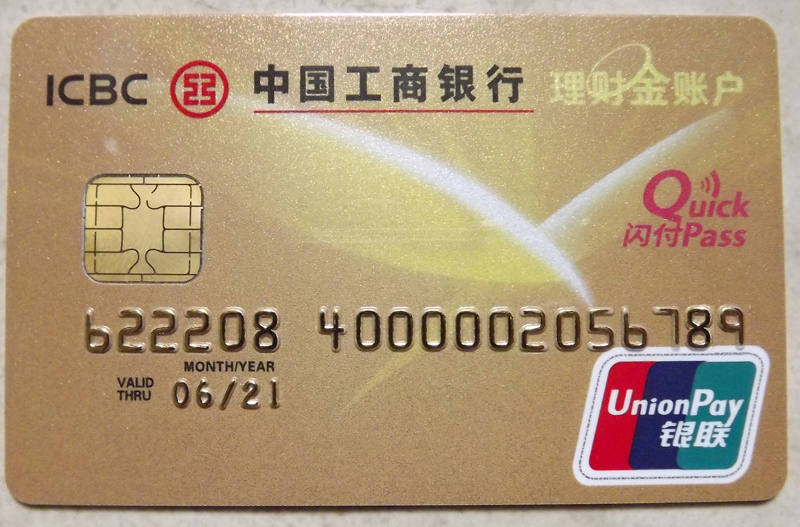 ICBC 中国工商银行 理财金账户
Quick
闪付Pass
622208 4000002056789
MONTH/YEAR
VALID
THRU 06/21
UnionPay
银联